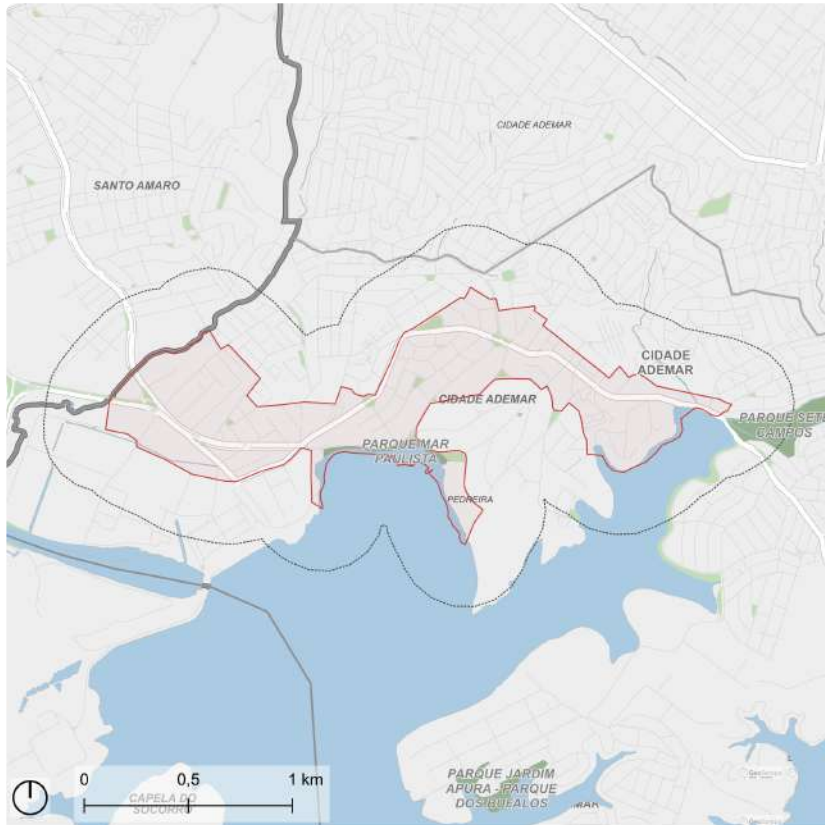 CIDADE ADEMAR
SANTO AMARO
CIDADE
ADEMAR
CIDADE ADEMAR
PARQUE SETE
CAMPOS
PARQUE MAR
PAULISTA
PEDREIRA
0 0,5 1 km
CAPELA DO
SOCORRO
PARQUE JARDIM
APURA - PARQUE
DOS BÚFALOS
MAR